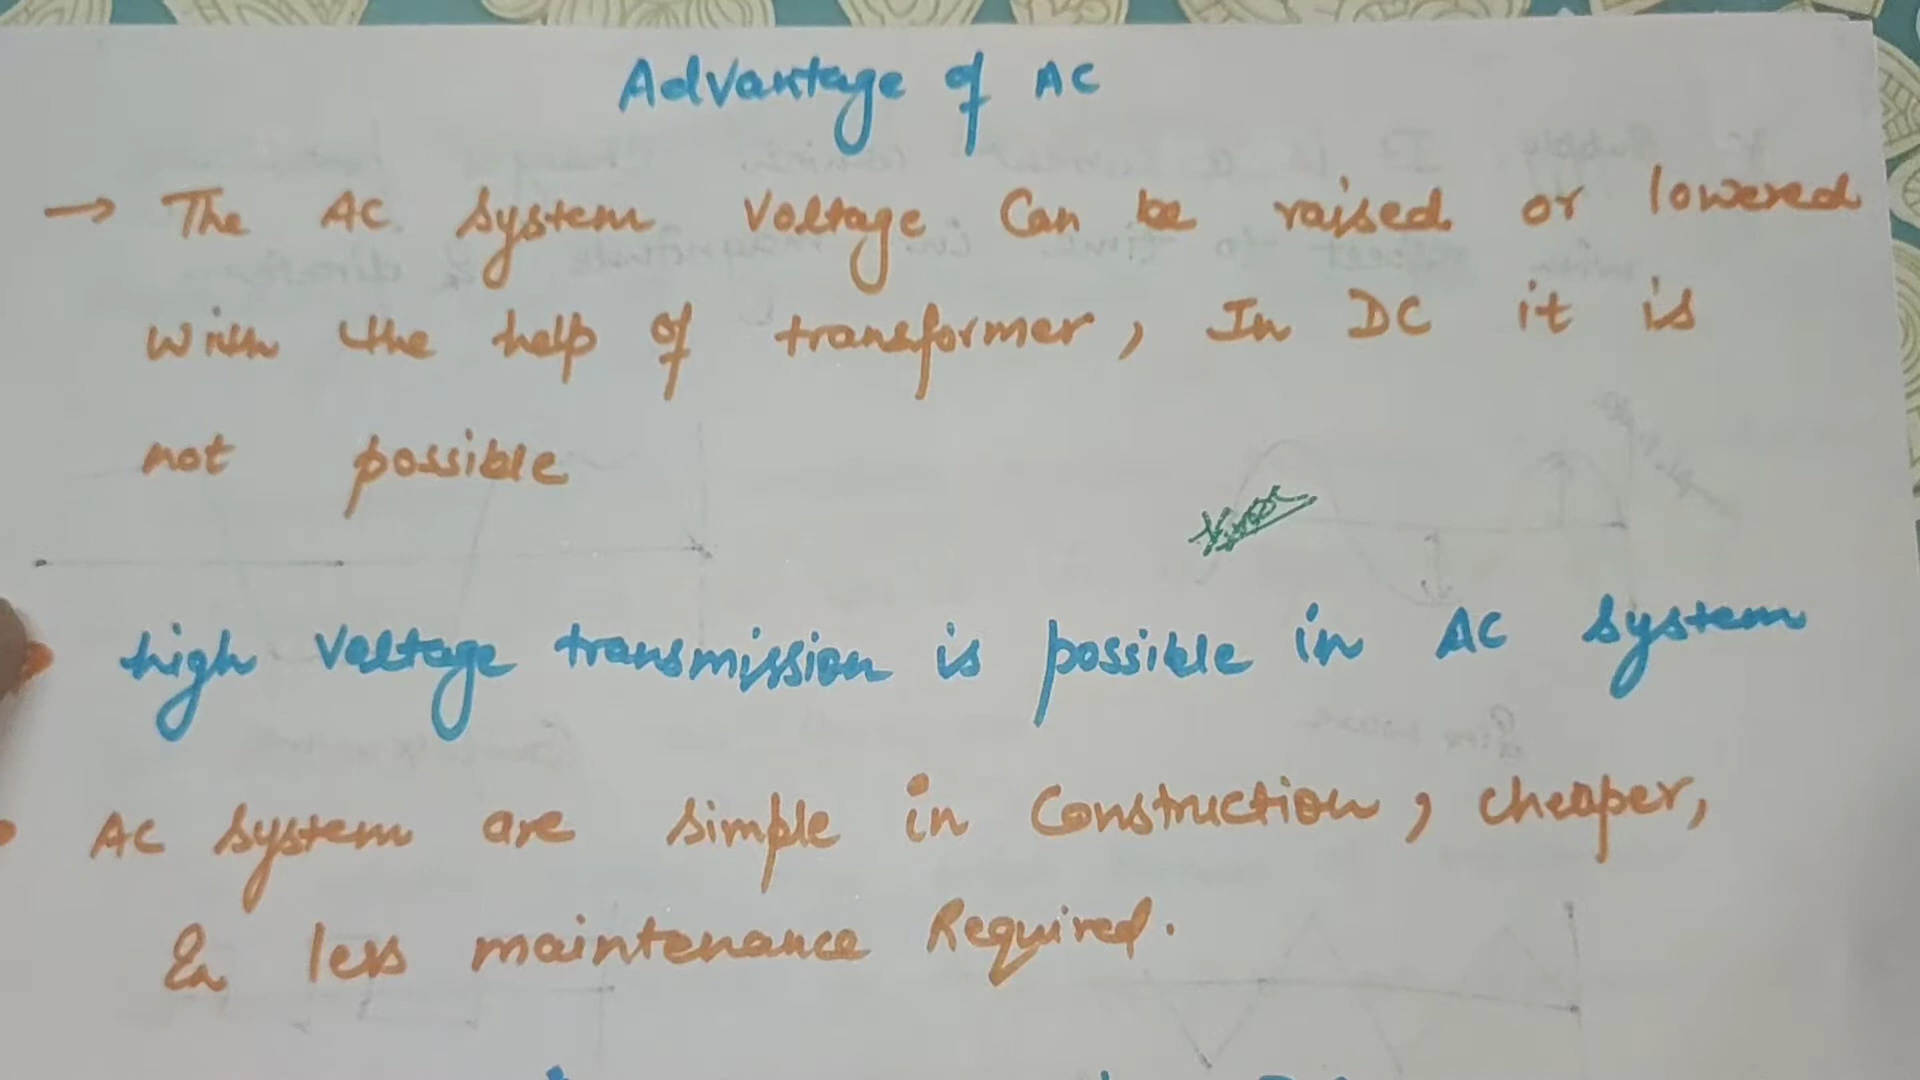 Advantage of AC
→ The AC system Voltage Can be raised or lowered
with the help of transformer, In DC it is
not possible
high Voltage transmission is possible in AC system
AC system are simple in Construction, cheaper,
& less maintenance Required.